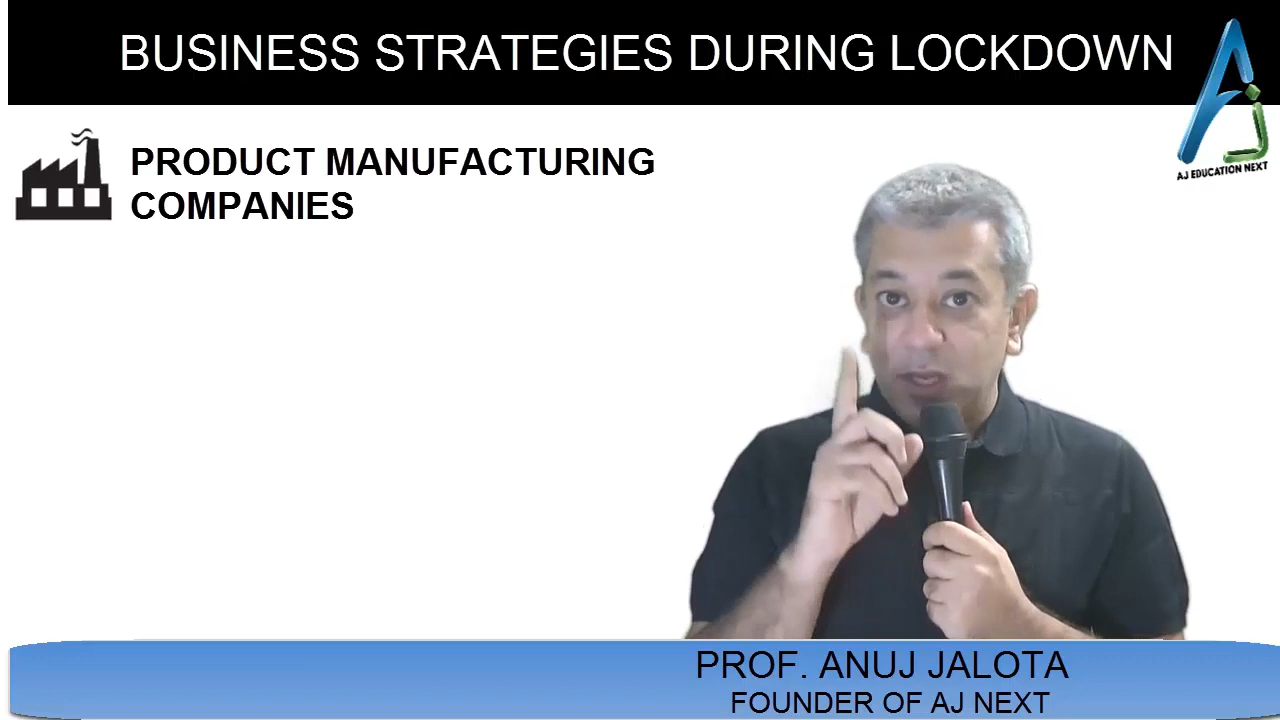 BUSINESS STRATEGIES DURING LOCKDOWN
AJ EDUCATION NEXT
PRODUCT MANUFACTURING
COMPANIES
PROF. ANUJ JALOTA
FOUNDER OF AJ NEXT